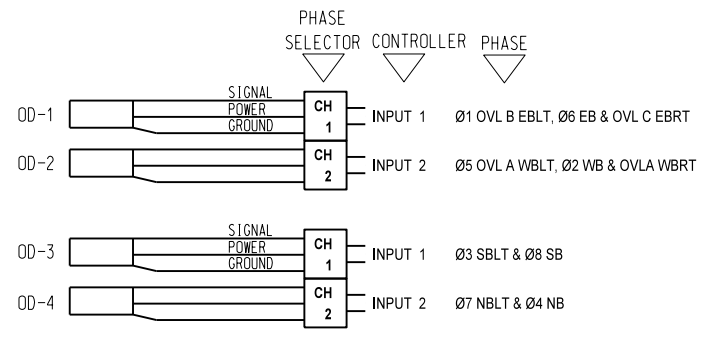 PHASE
SELECTOR CONTROLLER PHASE
SIGNAL
OD-1 POWER CH 1 INPUT 1 Ø1 OVL B EBLT, Ø6 EB & OVL C EBRT
GROUND
OD-2 CH 2 INPUT 2 Ø5 OVL A WBLT, Ø2 WB & OVLA WBRT
SIGNAL
OD-3 POWER CH 1 INPUT 1 Ø3 SBLT & Ø8 SB
GROUND
OD-4 CH 2 INPUT 2 Ø7 NBLT & Ø4 NB